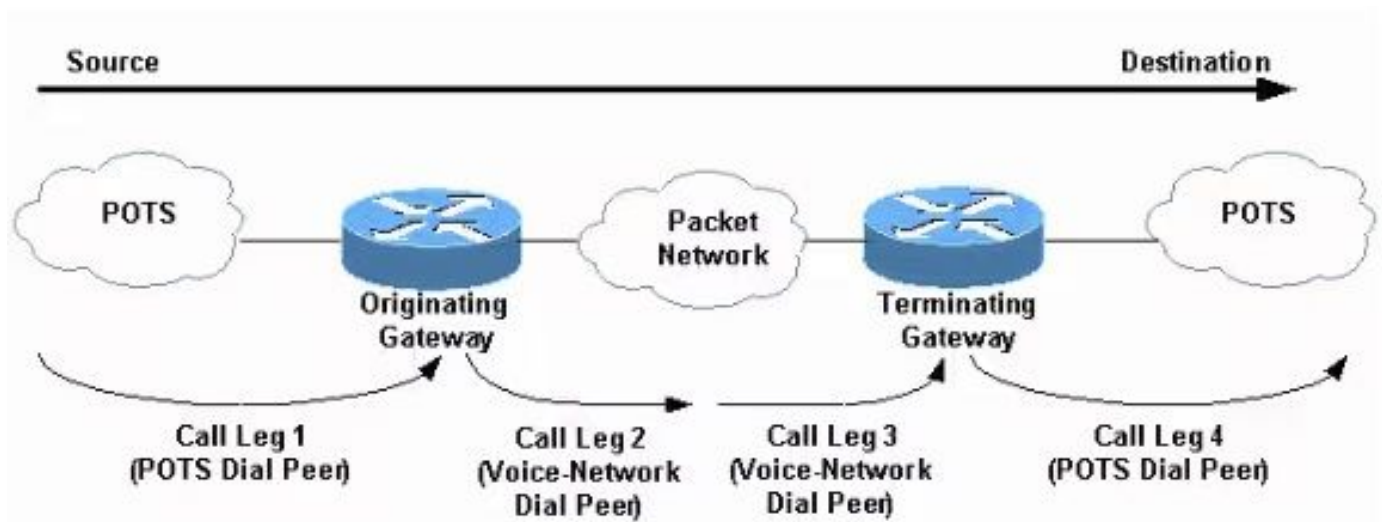 Source
Destination
POTS
Packet
Network
POTS
Originating
Gateway
Terminating
Gateway
Call Leg 1
(POTS Dial Peer)
Call Leg 2
(Voice-Network
Dial Peer)
Call Leg 3
(Voice-Network
Dial Peer)
Call Leg 4
(POTS Dial Peer)